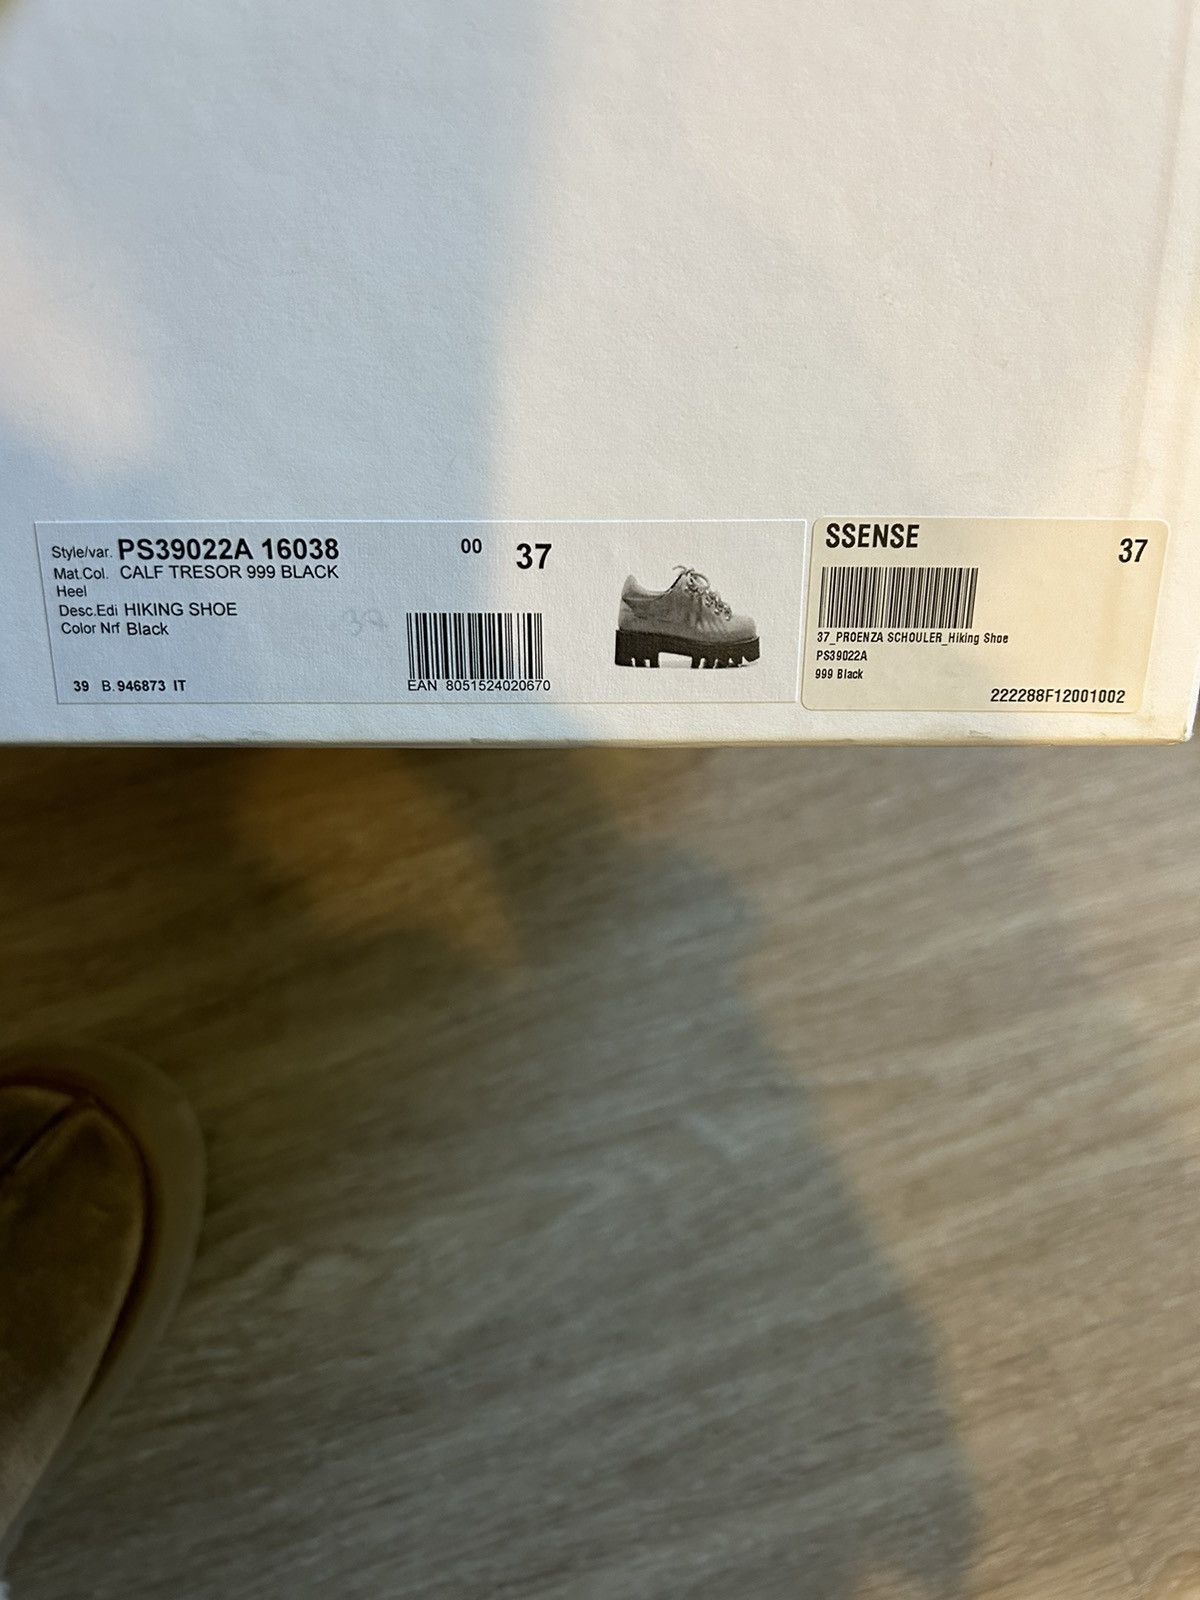 Style/var. PS39022A 16038 00 37
Mat.Col. CALF TRESOR 999 BLACK
Heel
Desc.Edi HIKING SHOE
Color Nrf Black
37
39 B.946873 IT
EAN 8051524020670
SSENSE 37
37_PROENZA SCHOULER_Hiking Shoe
PS39022A
999 Black
222288F12001002